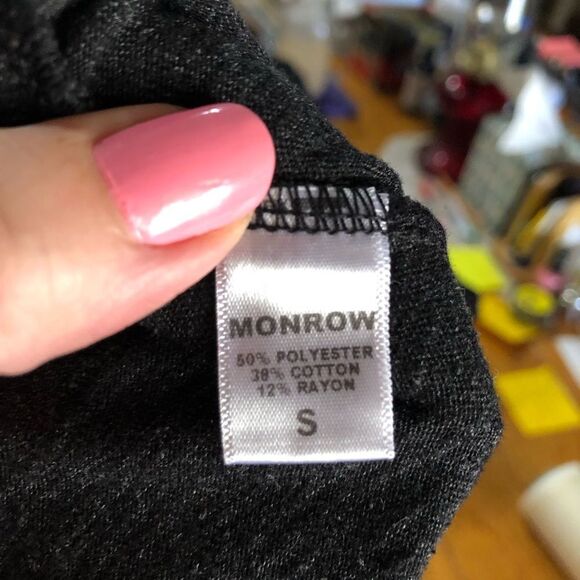 MONROW
50% POLYESTER
38% COTTON
12% RAYON
S